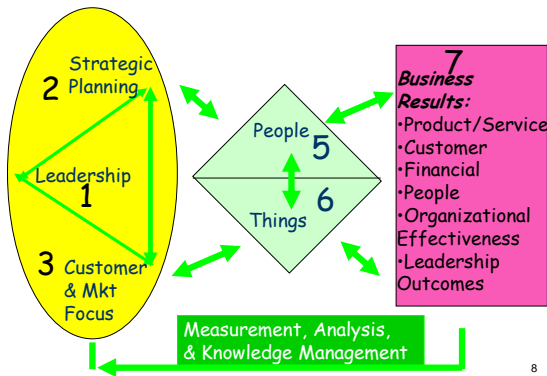 2
Strategic
Planning
Leadership
1
3
Customer
& Mkt
Focus
People
5
6
Things
7
Business
Results:
•Product/Service
•Customer
•Financial
•People
•Organizational
Effectiveness
•Leadership
Outcomes
Measurement, Analysis,
& Knowledge Management
8